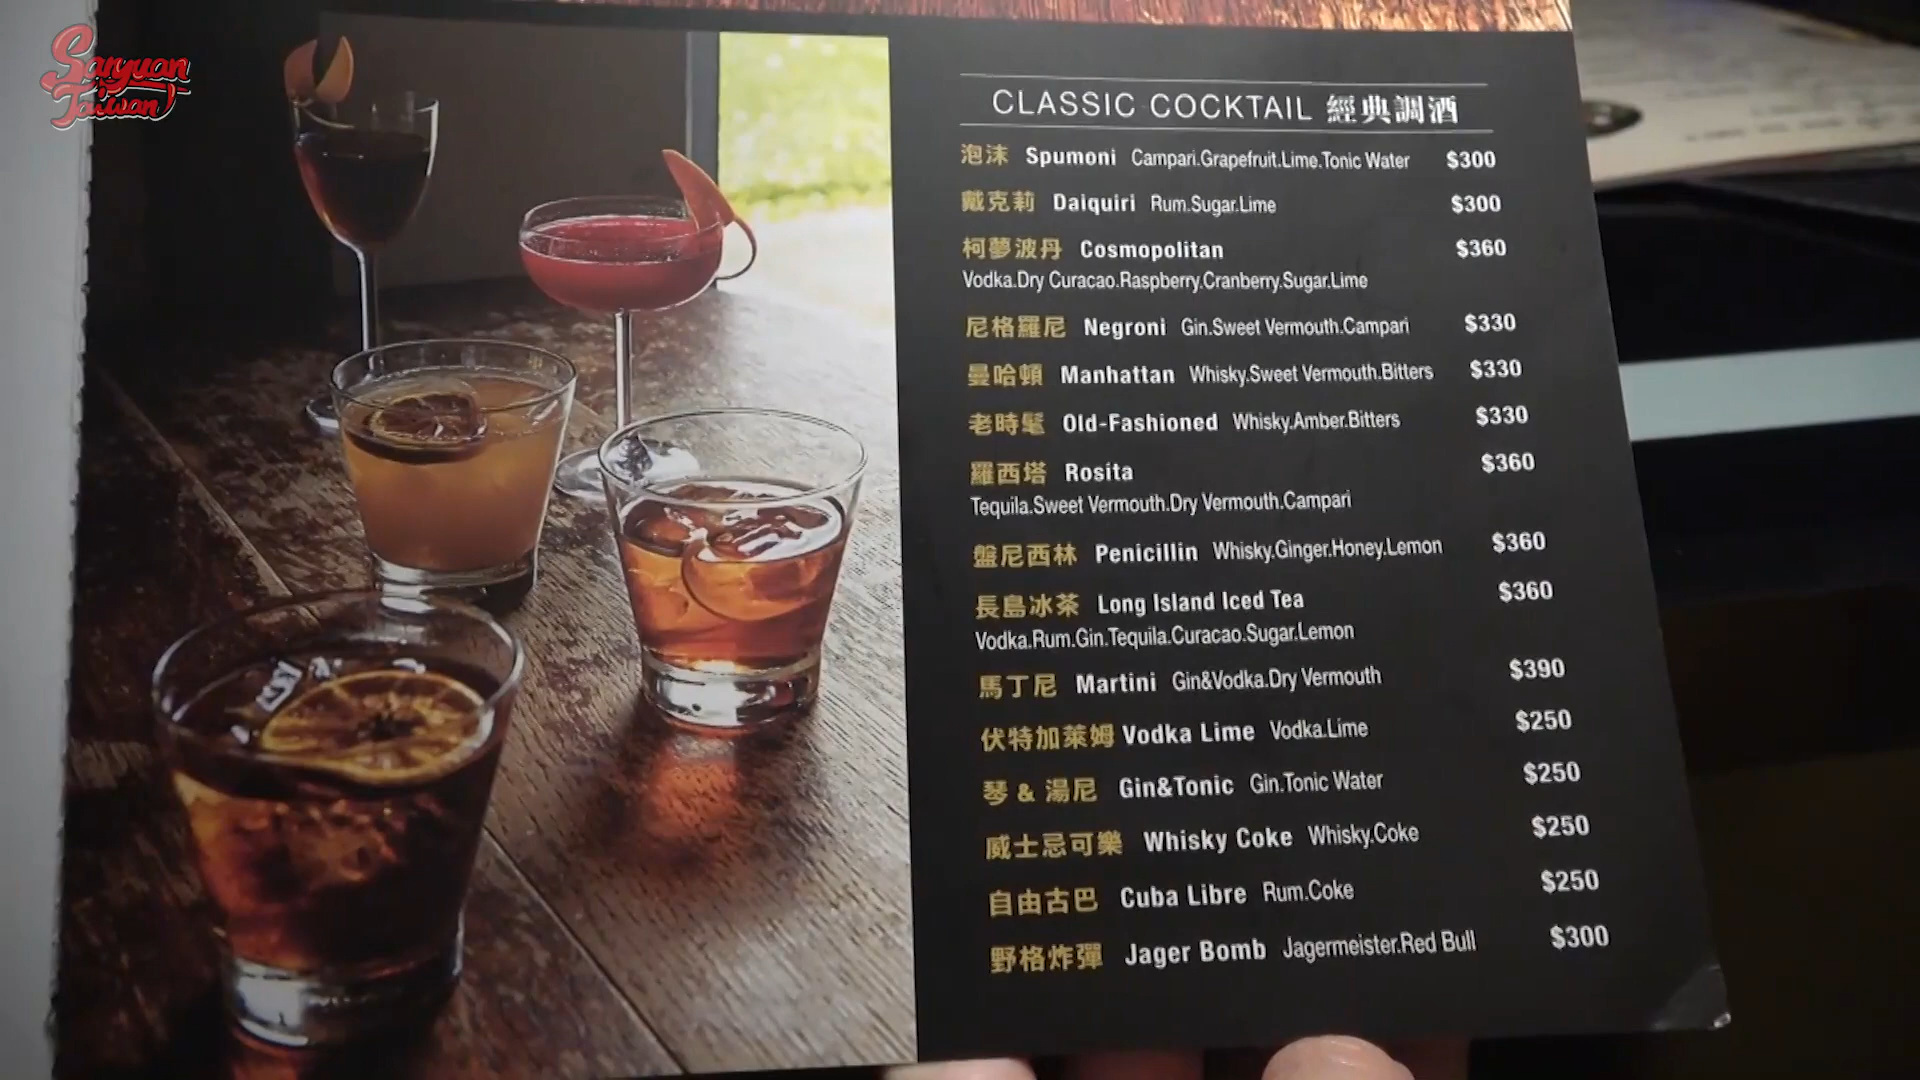 Sanyuan
Taiwan
CLASSIC COCKTAIL 經典調酒
泡沫 Spumoni Campari.Grapefruit.Lime.Tonic Water $300
戴克莉 Daiquiri Rum.Sugar.Lime $300
柯夢波丹 Cosmopolitan $360
Vodka.Dry Curacao.Raspberry.Cranberry.Sugar.Lime
尼格羅尼 Negroni Gin.Sweet Vermouth.Campari $330
曼哈頓 Manhattan Whisky.Sweet Vermouth.Bitters $330
老時髦 Old-Fashioned Whisky.Amber.Bitters $330
羅西塔 Rosita $360
Tequila.Sweet Vermouth.Dry Vermouth.Campari
盤尼西林 Penicillin Whisky.Ginger.Honey.Lemon $360
長島冰茶 Long Island Iced Tea $360
Vodka.Rum.Gin.Tequila.Curacao.Sugar.Lemon
馬丁尼 Martini Gin&Vodka.Dry Vermouth $390
伏特加萊姆 Vodka Lime Vodka.Lime $250
琴 & 湯尼 Gin&Tonic Gin.Tonic Water $250
威士忌可樂 Whisky Coke Whisky.Coke $250
自由古巴 Cuba Libre Rum.Coke $250
野格炸彈 Jager Bomb Jagermeister.Red Bull $300